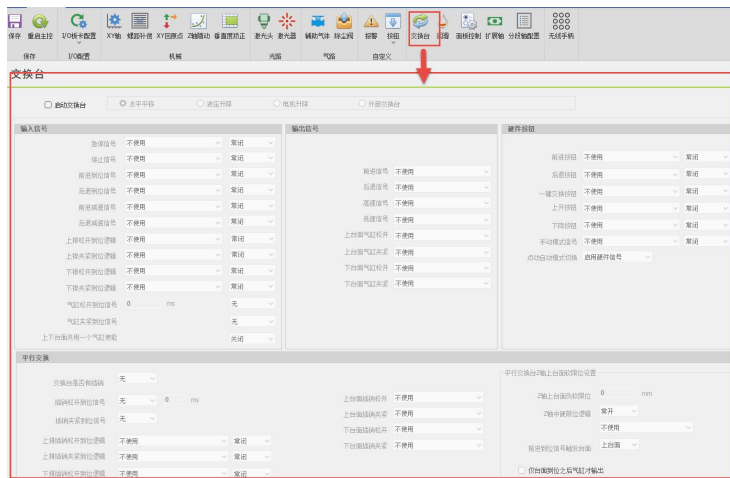 保存 重启主控 I/O板卡配置 XY轴 螺距补偿 XY回原点 Z轴随动 垂直度矫正 激光头 激光器 辅助气体 除尘阀 报警 按钮 交换台 润滑 面板控制 扩展轴 分段轴配置 无线手柄
保存 I/O配置 机械 光路 气路 自定义
交换台
启动交换台 水平平移 液压升降 电机升降 外部交换台
输入信号 输出信号 硬件按钮
急停信号 不使用 常闭
停止信号 不使用 常闭
前进到位信号 不使用 常闭
后退到位信号 不使用 常闭
前进减速信号 不使用 常闭
后退减速信号 不使用 常闭
上排松开到位逻辑 不使用 常闭
上排夹紧到位逻辑 不使用 常闭
下排松开到位逻辑 不使用 常闭
下排夹紧到位逻辑 不使用 常闭
气缸松开到位信号 0 ms 无
气缸夹紧到位信号 无
上下台面共用一个气缸使能 关闭
前进信号 不使用
后退信号 不使用
高速信号 不使用
低速信号 不使用
上台面气缸松开 不使用
上台面气缸夹紧 不使用
下台面气缸松开 不使用
下台面气缸夹紧 不使用
前进按钮 不使用 常闭
后退按钮 不使用 常闭
一键交换按钮 不使用 常闭
上升按钮 不使用 常闭
下降按钮 不使用 常闭
手动模式信号 不使用 常闭
点动自动模式切换 启用硬件信号
平行交换
交换台是否有插销 无
插销松开到位信号 无 0 ms
插销夹紧到位信号 无
上排插销松开到位逻辑 不使用 常闭
上排插销夹紧到位逻辑 不使用 常闭
下排插销松开到位逻辑 不使用 常闭
上台面插销松开 不使用
上台面插销夹紧 不使用
下台面插销松开 不使用
下台面插销夹紧 不使用
平行交换台Z轴上台面软限位设置
Z轴上台面负软限位 0 mm
Z轴中硬限位逻辑 常开
不使用
前进到位信号触发台面 上台面
仅台面到位之后气缸才输出